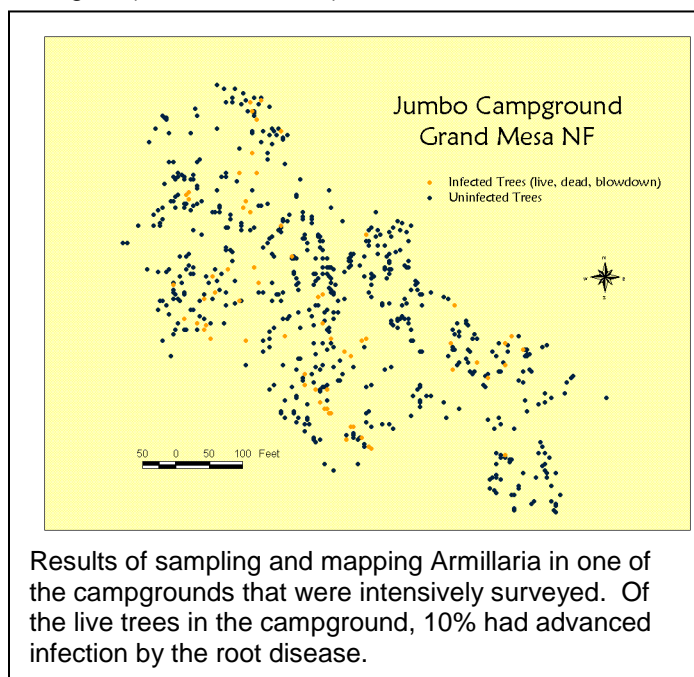 Jumbo Campground
Grand Mesa NF
Infected Trees (live, dead, blowdown)
Uninfected Trees
N
W
E
S
50 0 50 100 Feet
Results of sampling and mapping Armillaria in one of
the campgrounds that were intensively surveyed. Of
the live trees in the campground, 10% had advanced
infection by the root disease.